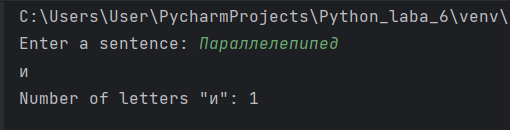 C:\Users\User\PycharmProjects\Python_laba_6\venv\
Enter a sentence: Параллелепипед
и
Number of letters "и": 1